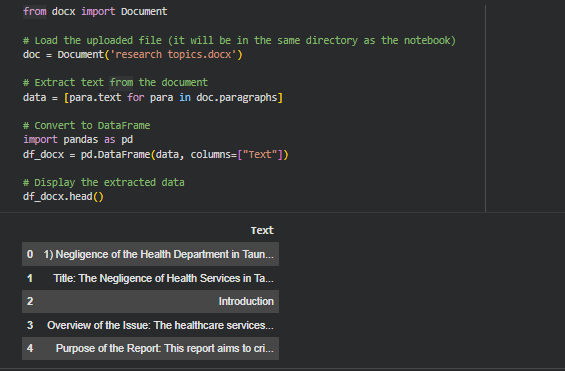 from docx import Document
# Load the uploaded file (it will be in the same directory as the notebook)
doc = Document('research topics.docx')
# Extract text from the document
data = [para.text for para in doc.paragraphs]
# Convert to DataFrame
import pandas as pd
df_docx = pd.DataFrame(data, columns=["Text"])
# Display the extracted data
df_docx.head()
Text
0 1) Negligence of the Health Department in Taun...
1 Title: The Negligence of Health Services in Ta...
2 Introduction
3 Overview of the Issue: The healthcare services...
4 Purpose of the Report: This report aims to cri...